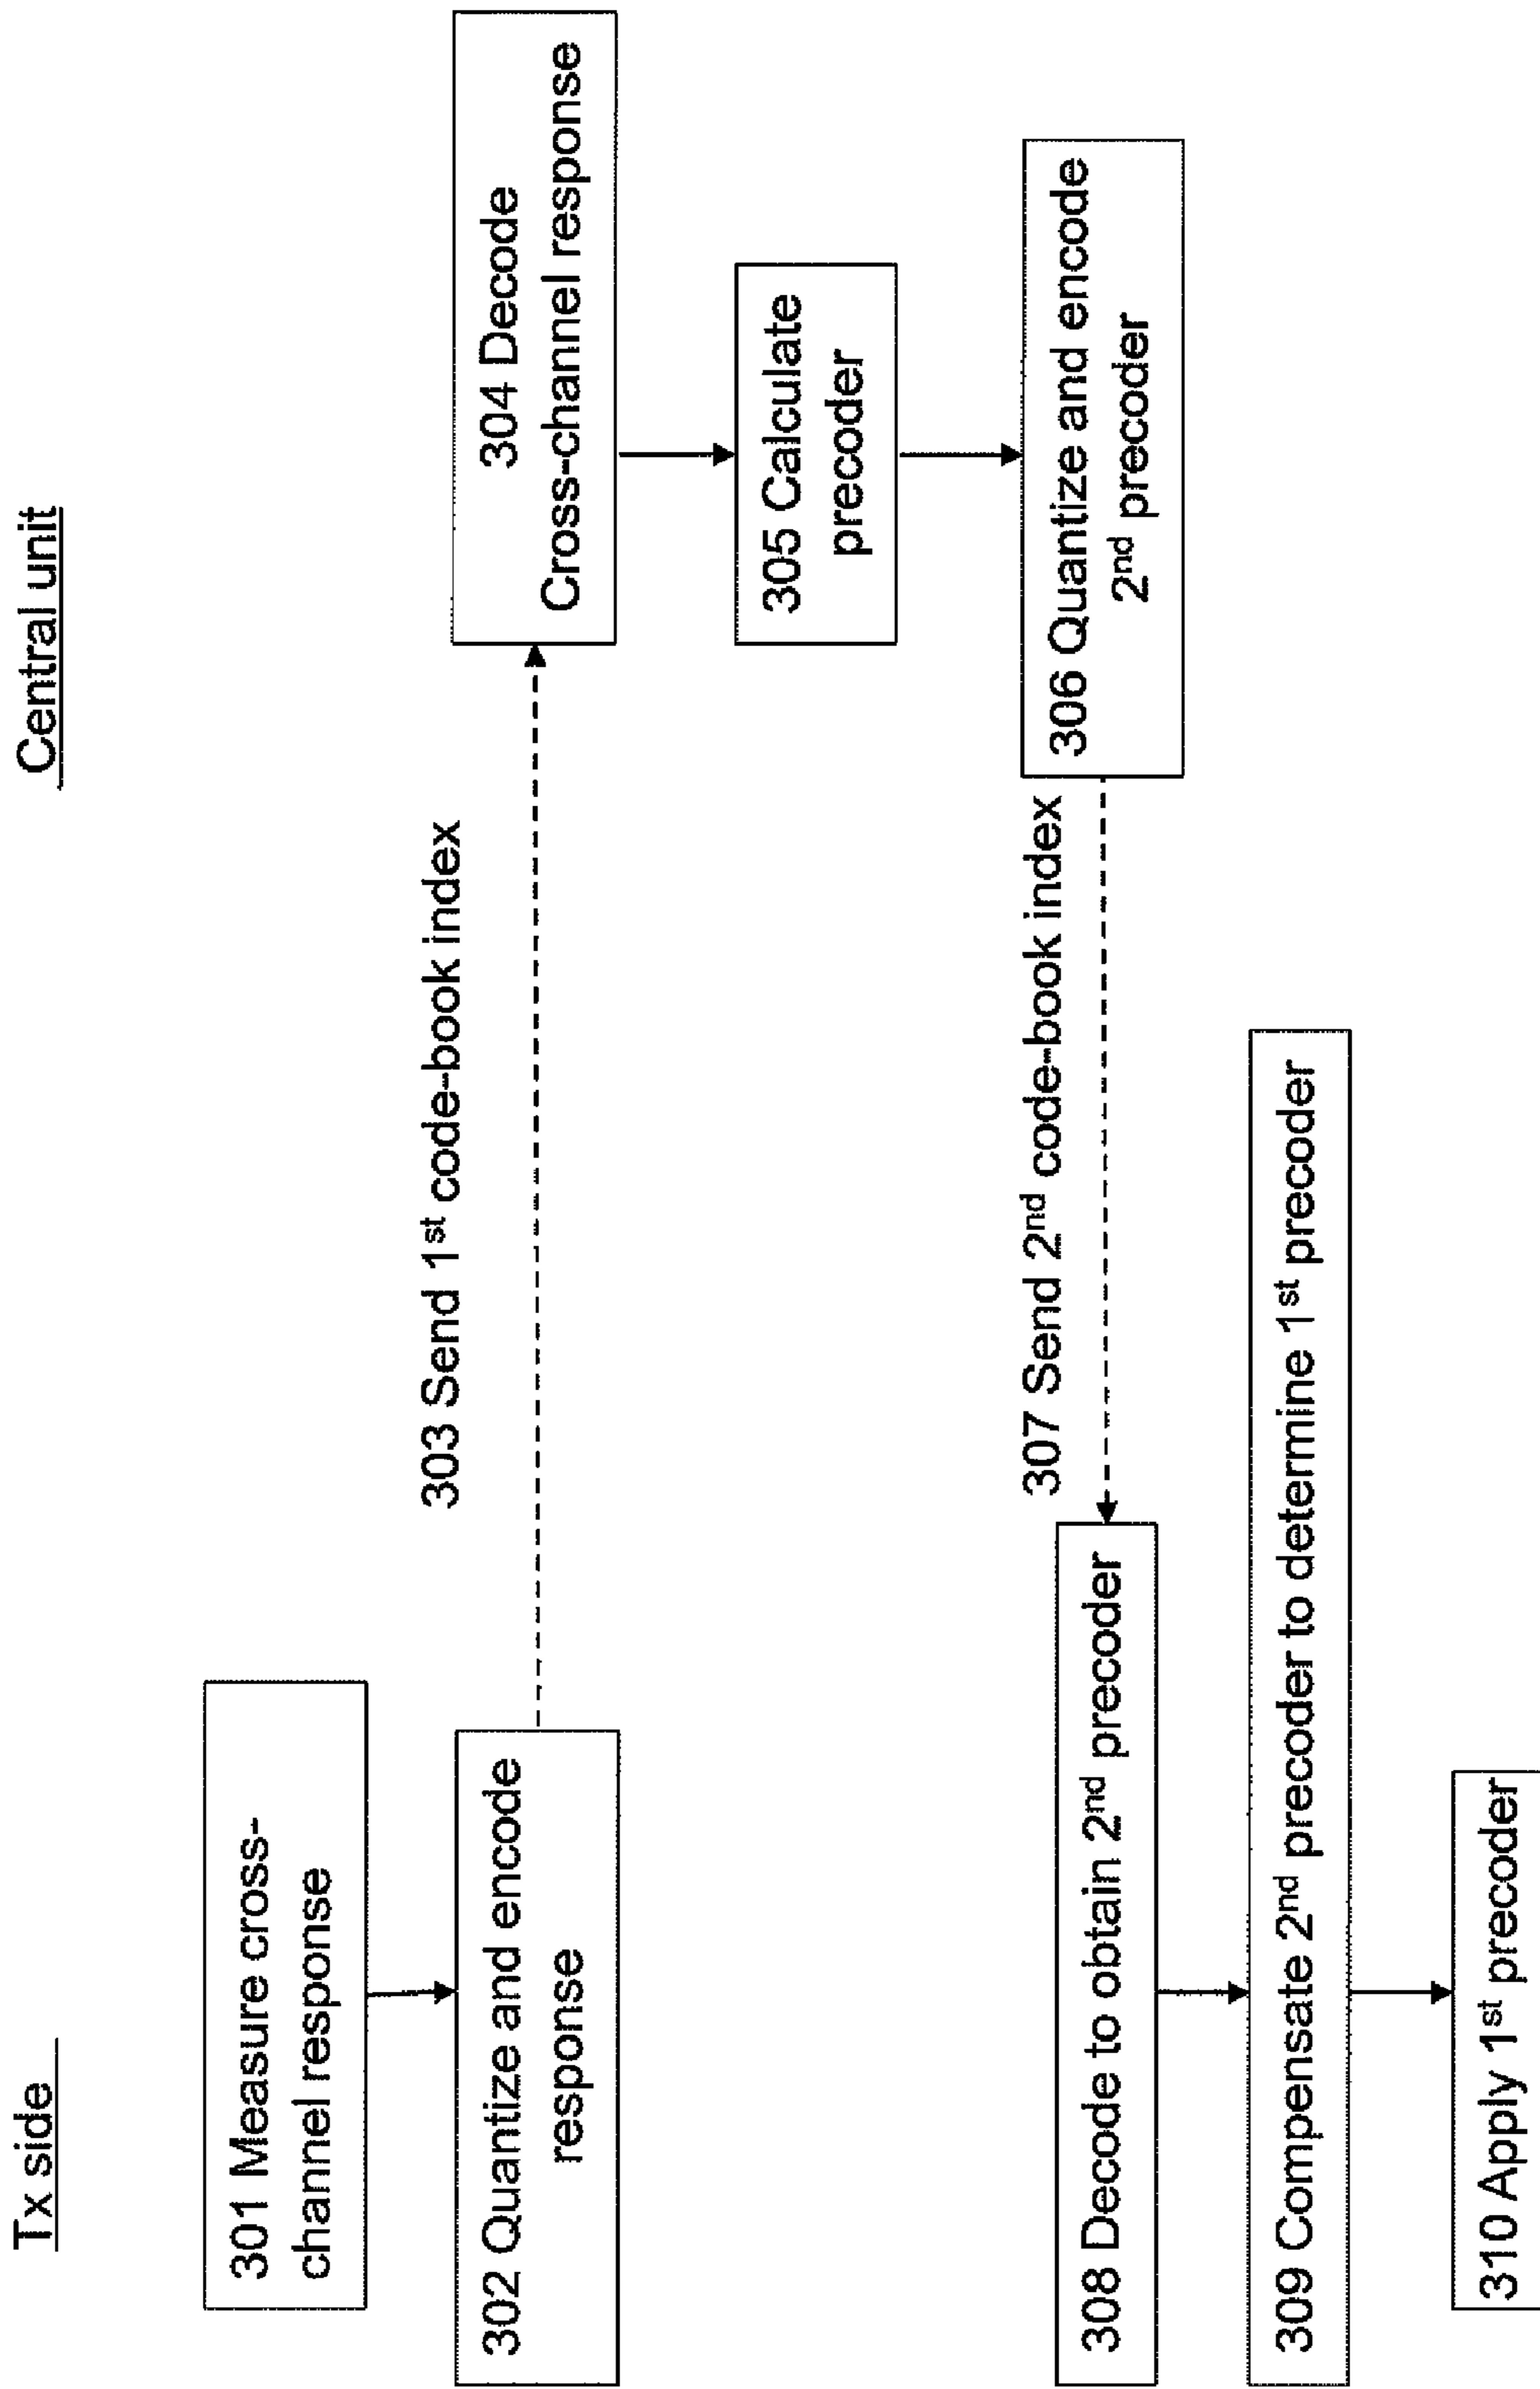 Tx side
Central unit
301 Measure cross-
channel response
302 Quantize and encode
response
303 Send 1st code-book index
304 Decode
Cross-channel response
305 Calculate
precoder
306 Quantize and encode
2nd precoder
307 Send 2nd code-book index
308 Decode to obtain 2nd precoder
309 Compensate 2nd precoder to determine 1st precoder
310 Apply 1st precoder